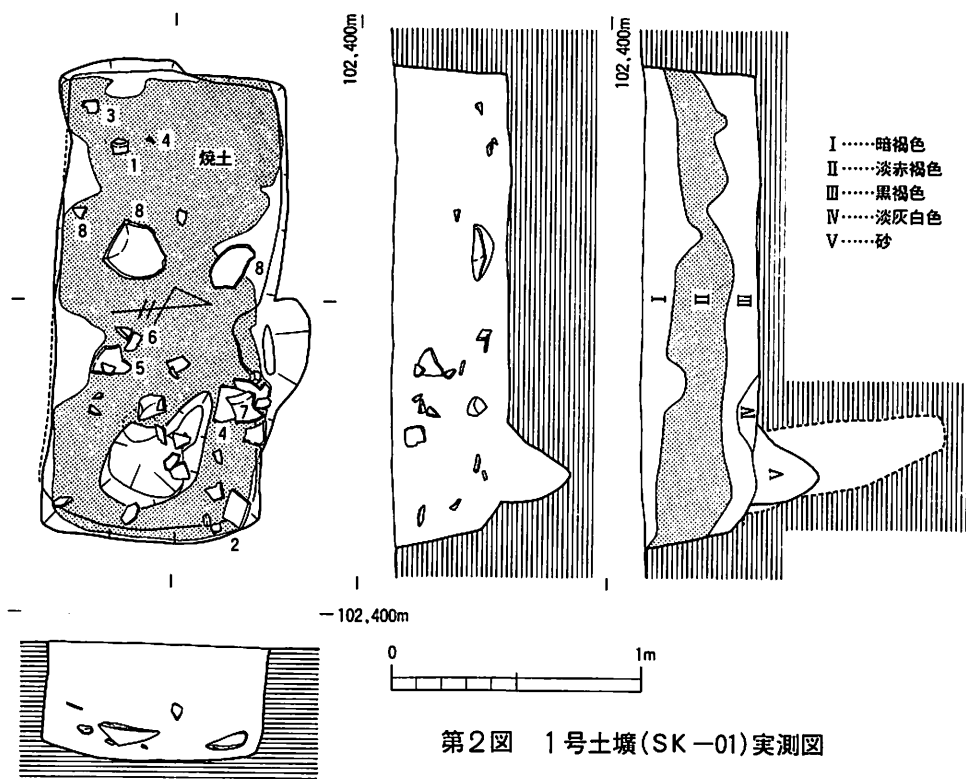 102,400m
102,400m
3
4
1
焼土
8
8
8
6
5
7
4
2
I
II
III
IV
V
I……暗褐色
II……淡赤褐色
III……黒褐色
IV……淡灰白色
V……砂
102,400m
0
1m
第2図 1号土壙(SK-01)実測図